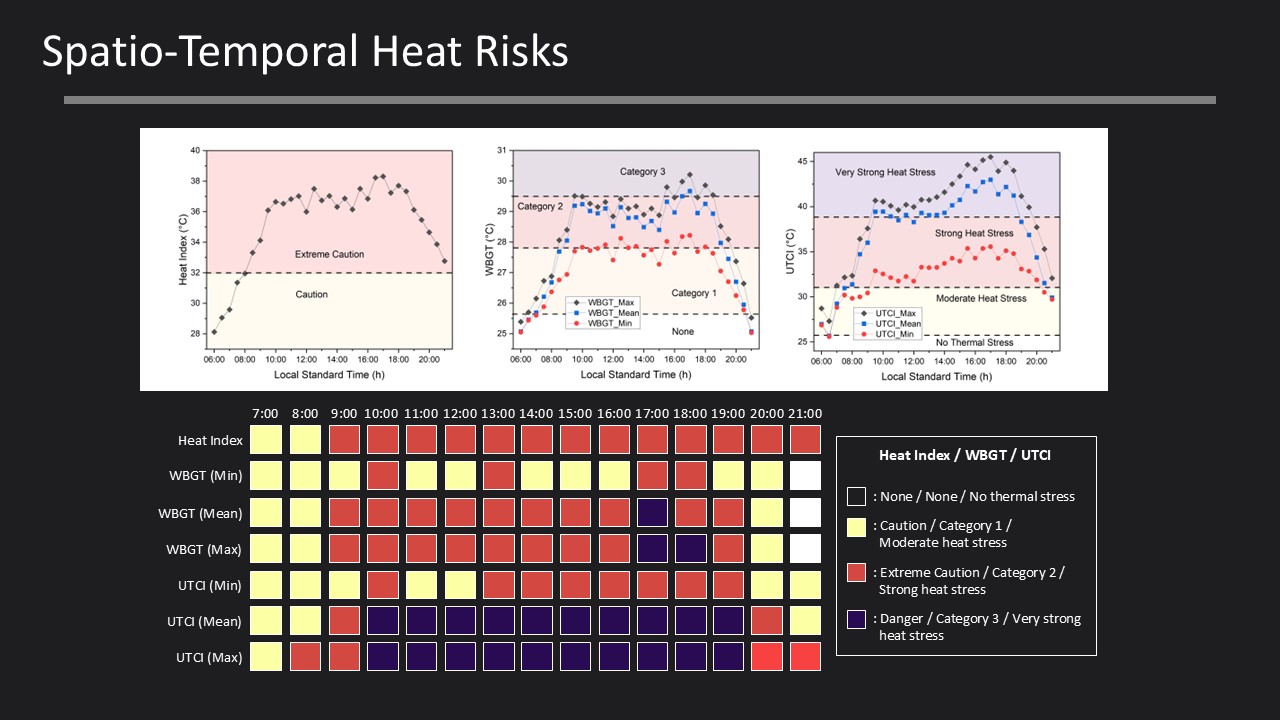 Spatio-Temporal Heat Risks
40
38
36
34
32
30
28
Heat Index (°C)
Extreme Caution
Caution
06:00 08:00 10:00 12:00 14:00 16:00 18:00 20:00
Local Standard Time (h)
31
30
29
28
27
26
25
WBGT (°C)
Category 3
Category 2
Category 1
None
WBGT_Max
WBGT_Mean
WBGT_Min
06:00 08:00 10:00 12:00 14:00 16:00 18:00 20:00
Local Standard Time (h)
45
40
35
30
25
UTCI (°C)
Very Strong Heat Stress
Strong Heat Stress
Moderate Heat Stress
No Thermal Stress
UTCI_Max
UTCI_Mean
UTCI_Min
06:00 08:00 10:00 12:00 14:00 16:00 18:00 20:00
Local Standard Time (h)
7:00 8:00 9:00 10:00 11:00 12:00 13:00 14:00 15:00 16:00 17:00 18:00 19:00 20:00 21:00
Heat Index
WBGT (Min)
WBGT (Mean)
WBGT (Max)
UTCI (Min)
UTCI (Mean)
UTCI (Max)
Heat Index / WBGT / UTCI
: None / None / No thermal stress
: Caution / Category 1 /
Moderate heat stress
: Extreme Caution / Category 2 /
Strong heat stress
: Danger / Category 3 / Very strong
heat stress